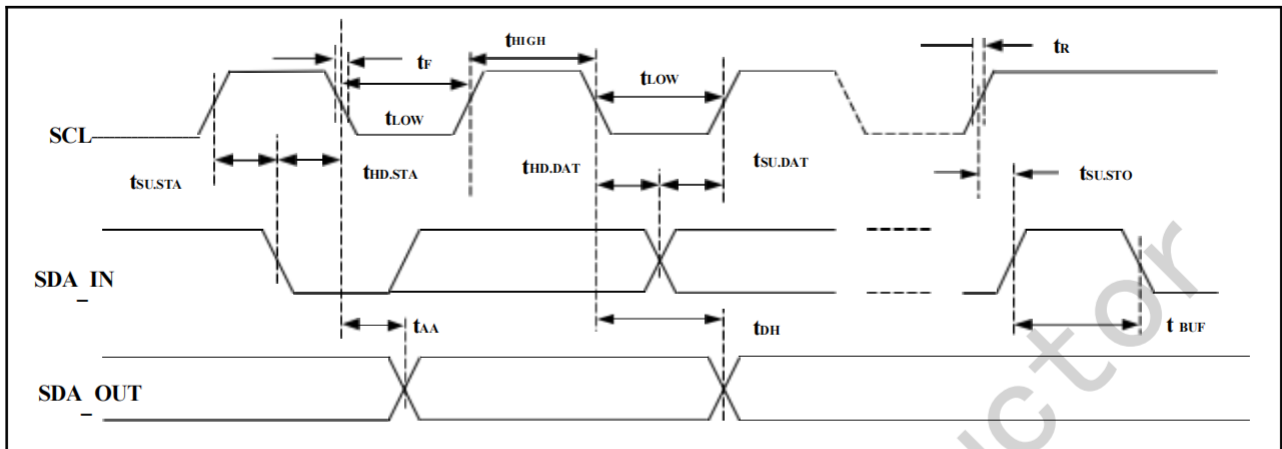 tHIGH
tF
tR
tLOW
tLOW
SCL
tSU.STA
tHD.STA
tHD.DAT
tSU.DAT
tSU.STO
SDA_IN
tAA
tDH
t BUF
SDA_OUT
uctor